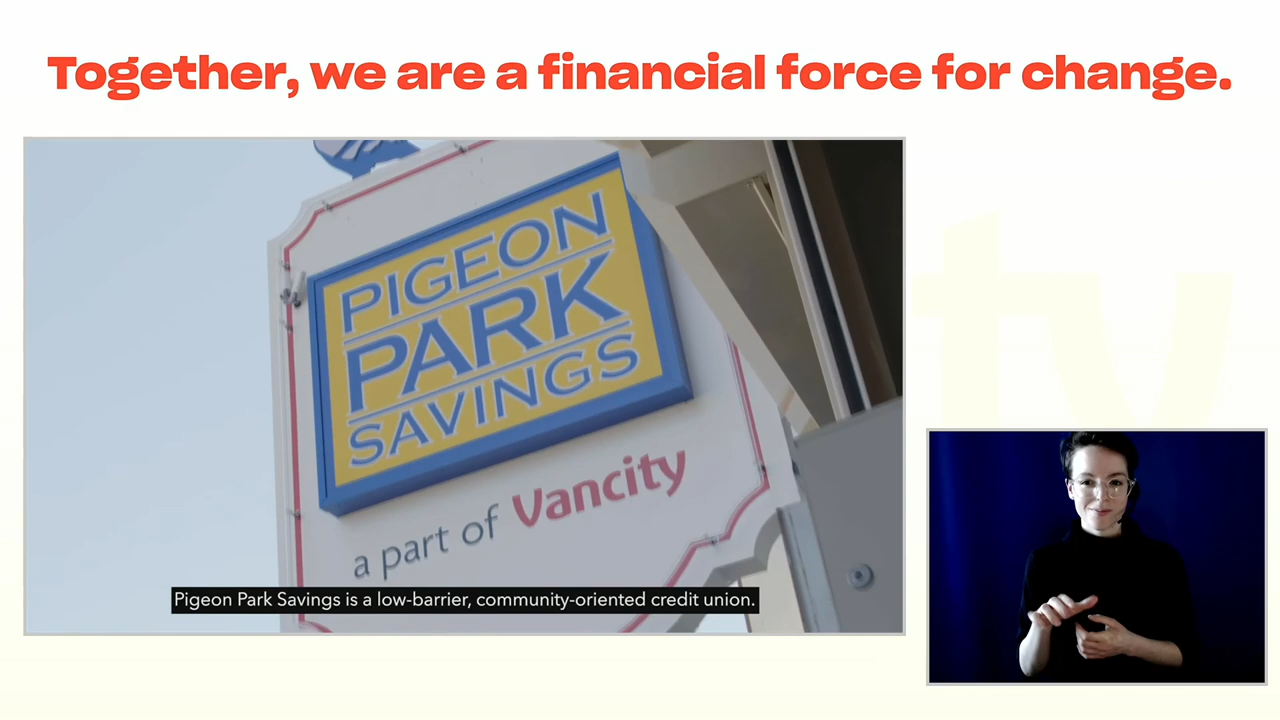 Together, we are a financial force for change.
PIGEON
PARK
SAVINGS
a part of Vancity
Pigeon Park Savings is a low-barrier, community-oriented credit union.
ty